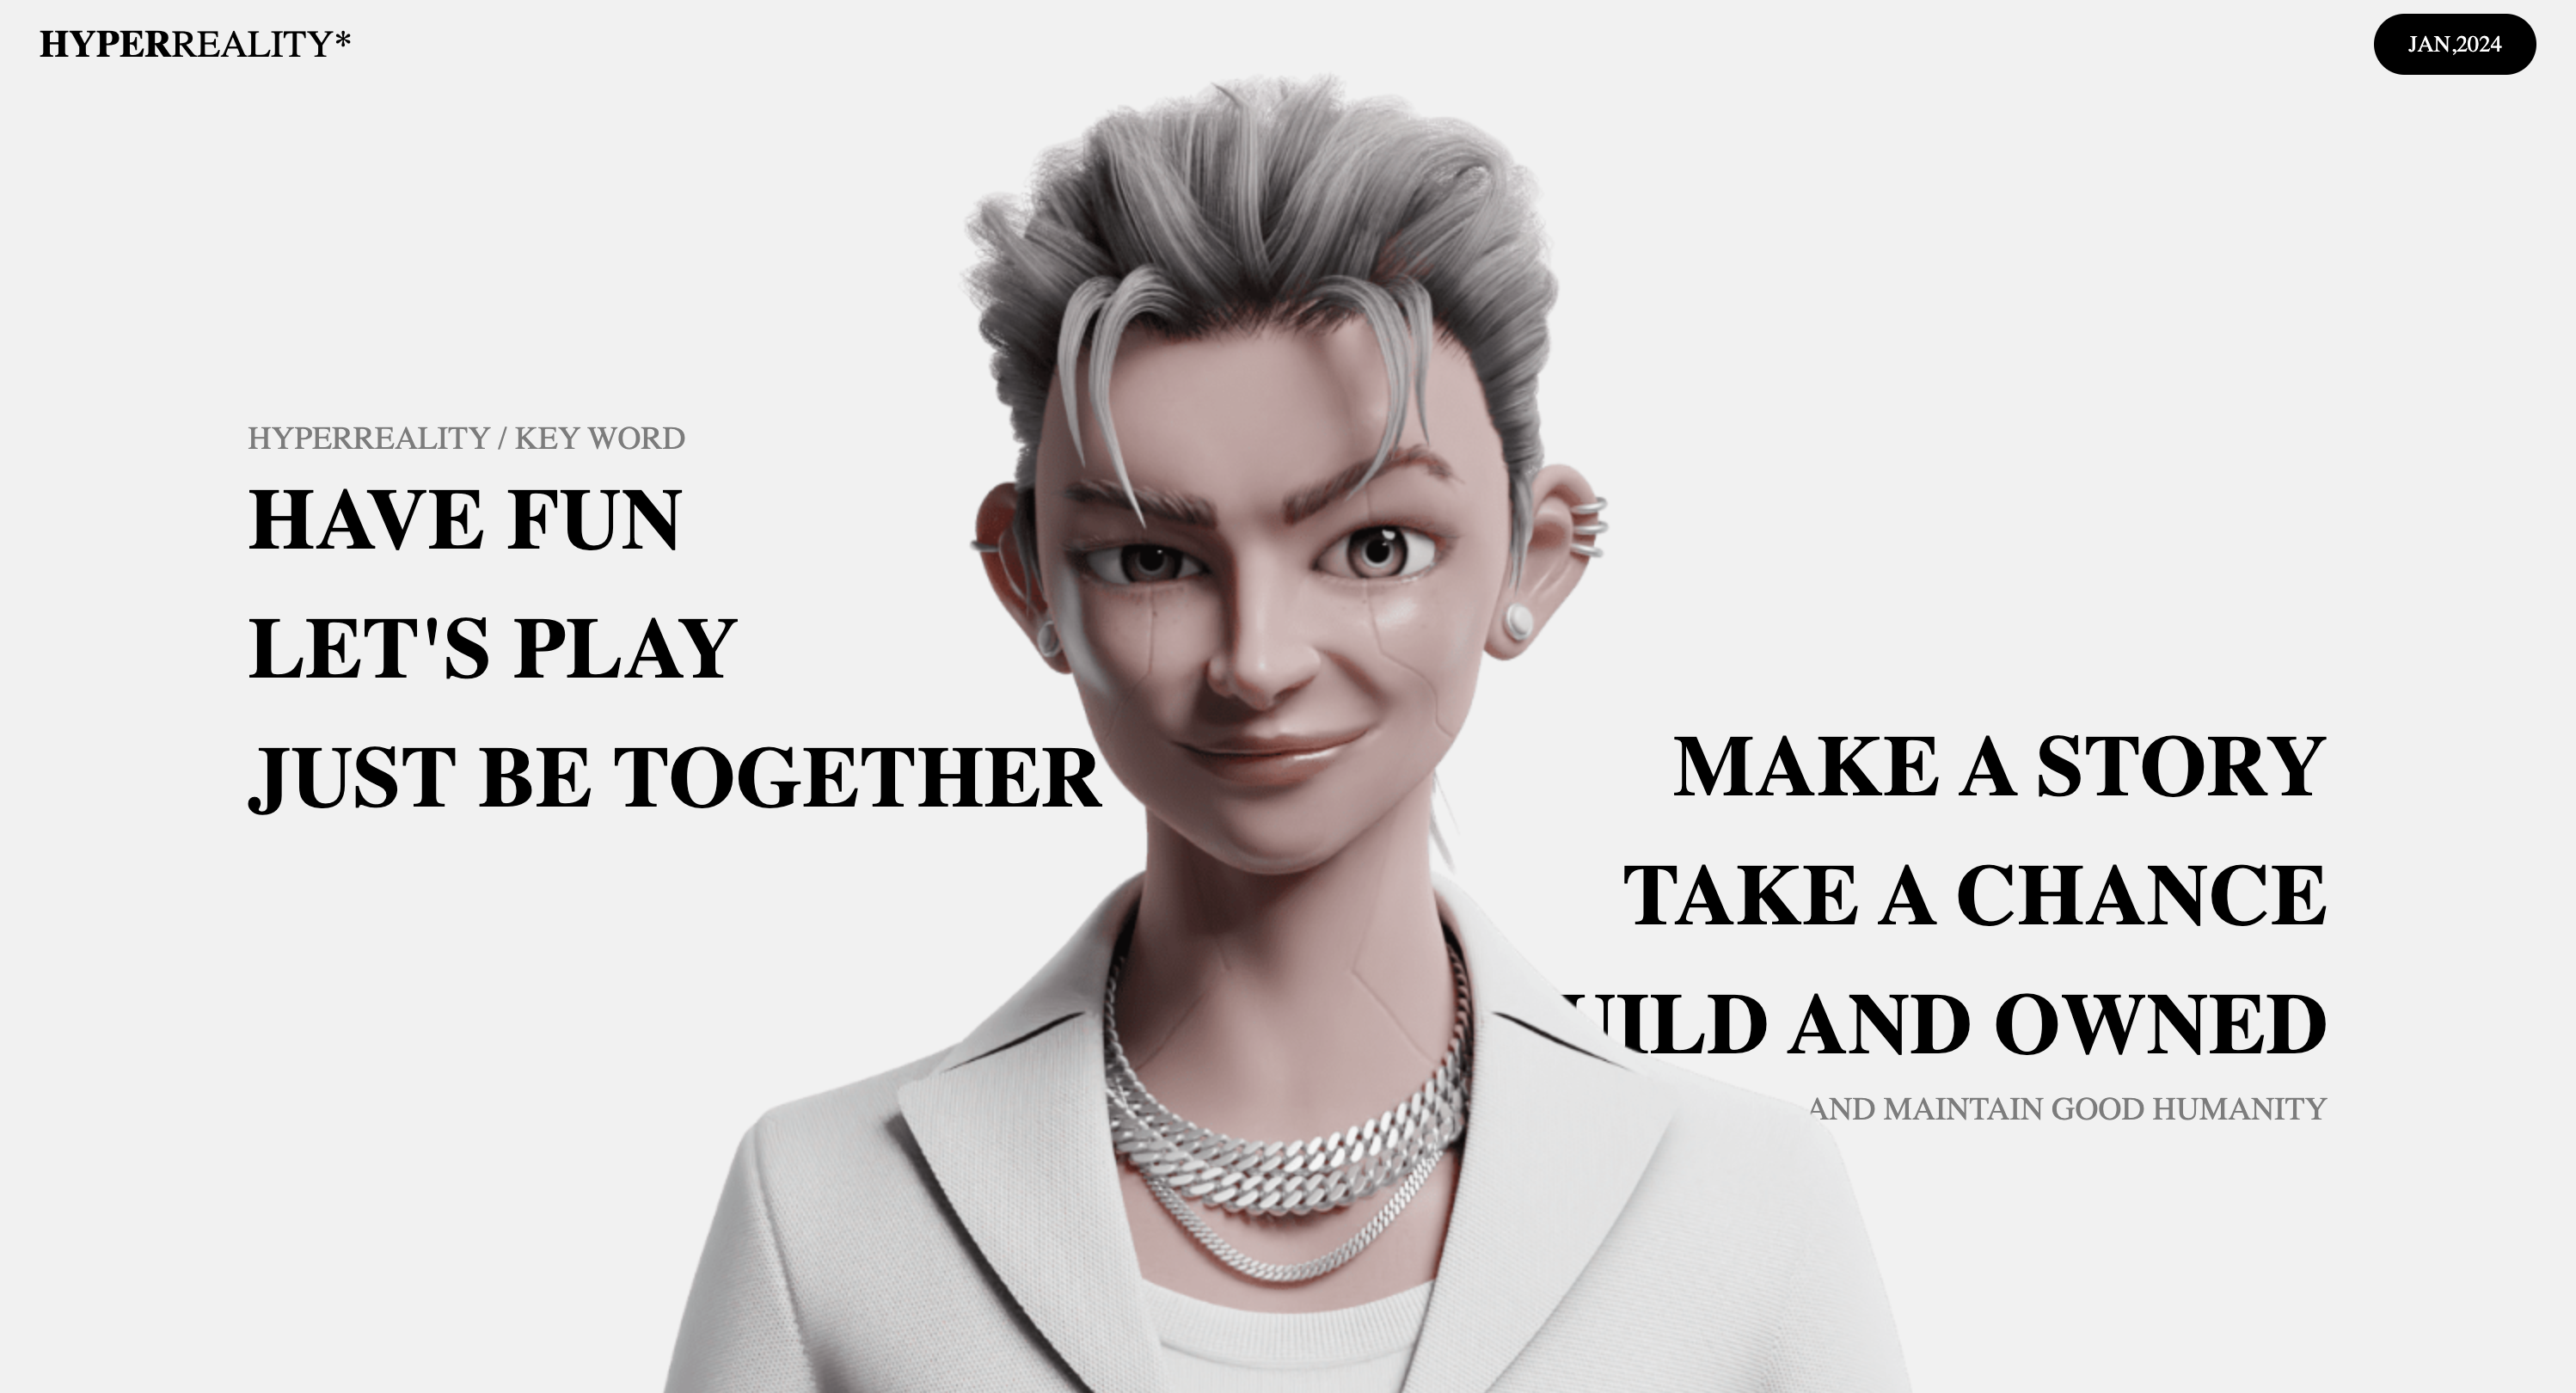 HYPERREALITY*
JAN,2024
HYPERREALITY / KEY WORD
HAVE FUN
LET'S PLAY
JUST BE TOGETHER
MAKE A STORY
TAKE A CHANCE
AND OWNED
AND MAINTAIN GOOD HUMANITY